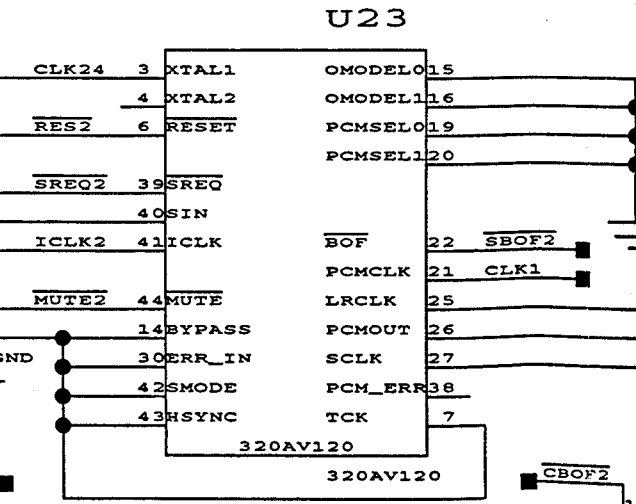 U23
CLK24 3 XTAL1 OMODEL0 15
4 XTAL2 OMODEL1 16
RES2 6 RESET PCMSEL0 19
PCMSEL1 20
SREQ2 39 SREQ
40 SIN
ICLK2 41 ICLK BOF 22 SBOF2
PCMCLK 21 CLK1
MUTE2 44 MUTE LRCLK 25
14 BYPASS PCMOUT 26
GND 30 ERR_IN SCLK 27
42 SMODE PCM_ERR 38
43 HSYNC TCK 7
320AV120
320AV120 CBOF2